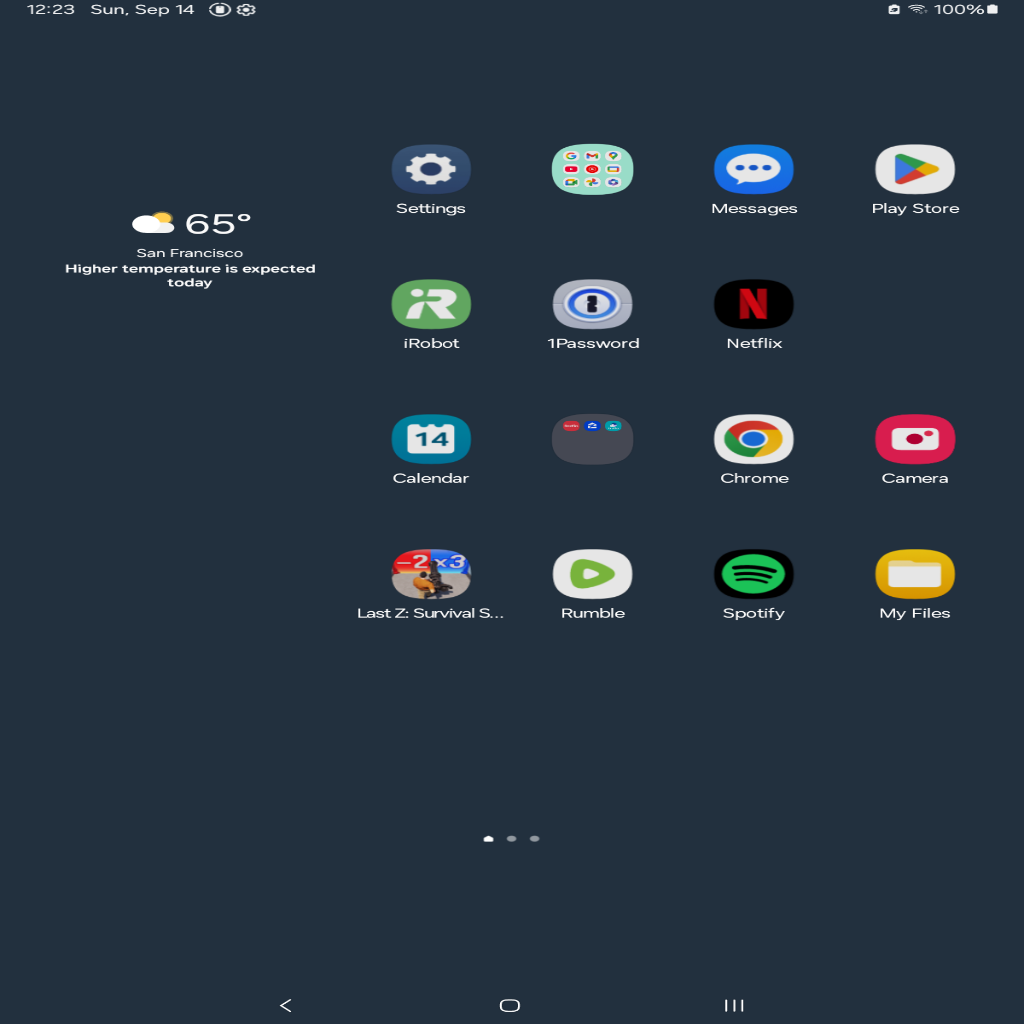 12:23 Sun, Sep 14
100%
65°
San Francisco
Higher temperature is expected
today
Settings
Messages
Play Store
iRobot
1Password
Netflix
14
Calendar
Chrome
Camera
−2 ×3
Last Z: Survival S...
Rumble
Spotify
My Files